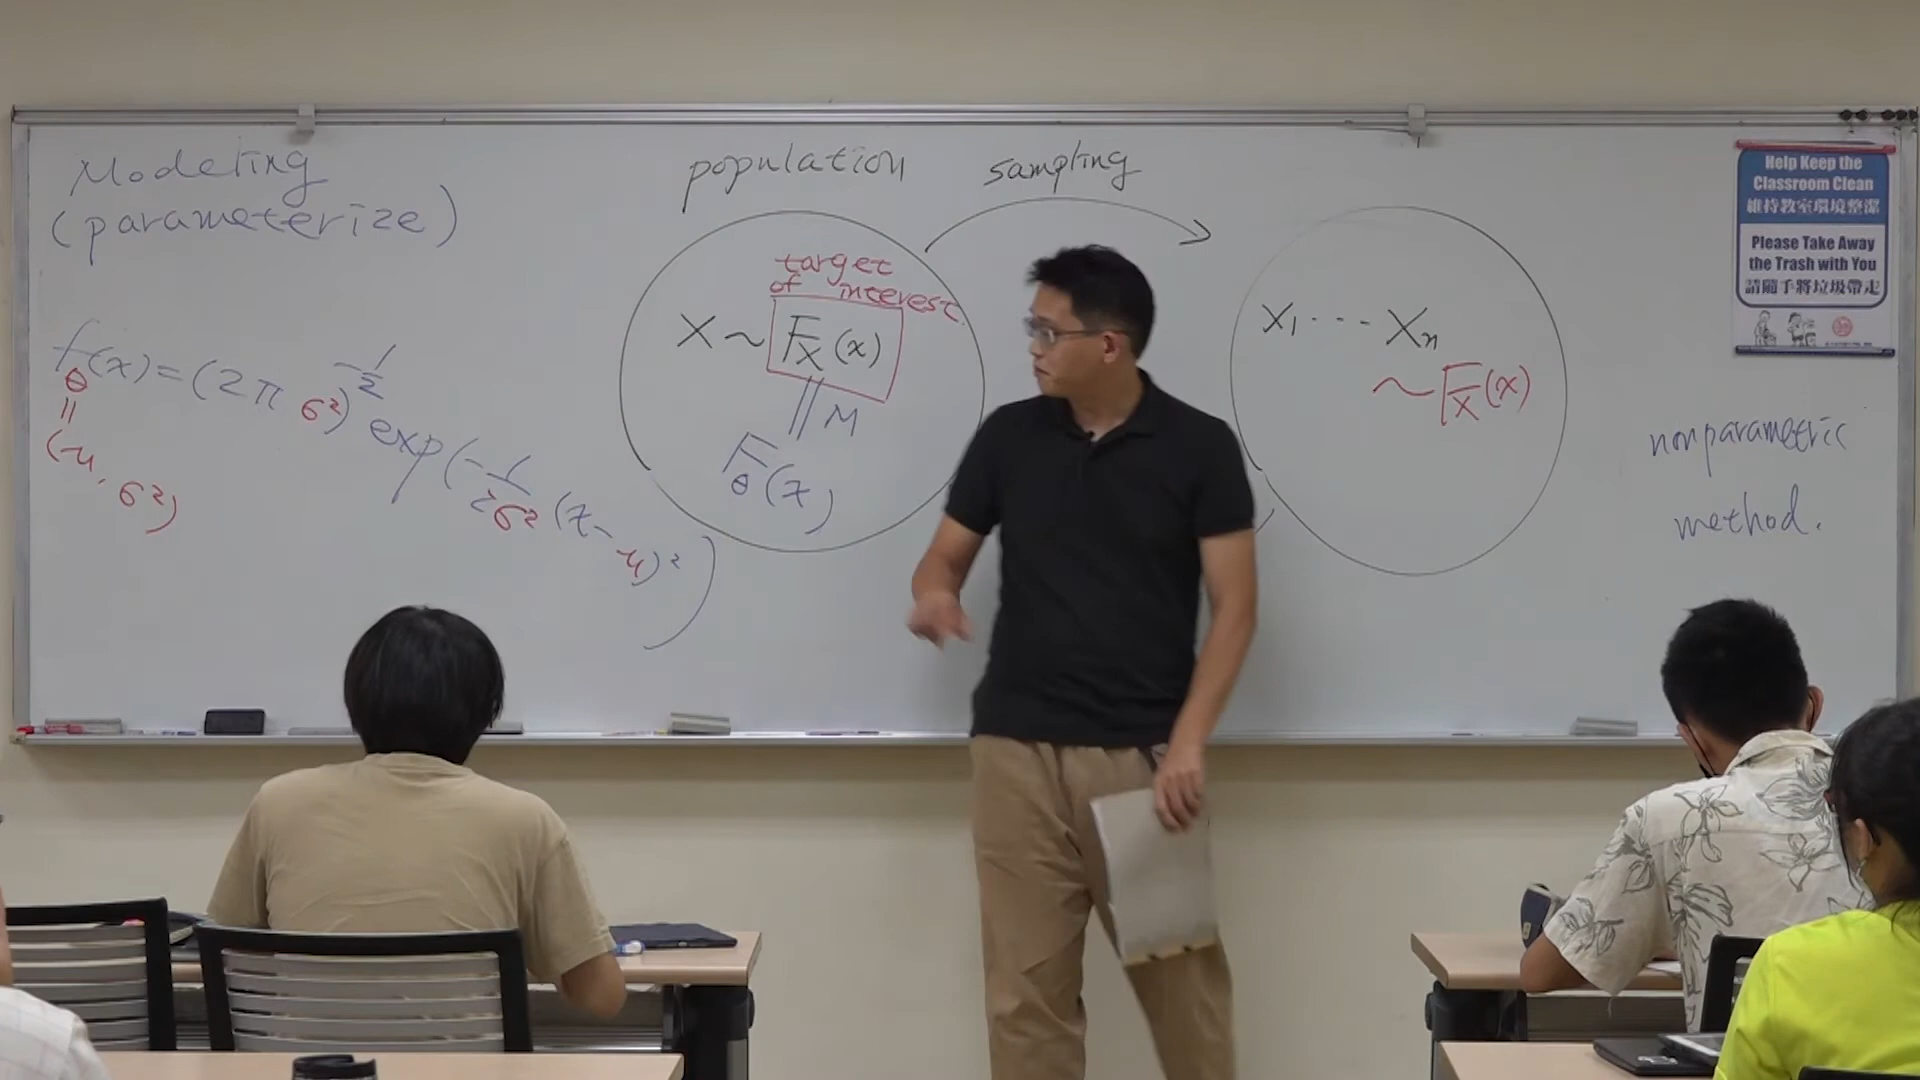 Modeling
(parameterize)
f_θ(x) = (2π σ²)^{-1/2} exp(-1/2σ² (x-μ)²)
=
(μ, σ²)
population
target
of interest
X ~ F_X(x)
= M
F_θ(x)
sampling
X₁ --- Xₙ
~ F_X(x)
nonparametric
method.
Help Keep the
Classroom Clean
維持教室環境整潔
Please Take Away
the Trash with You
請隨手將垃圾帶走